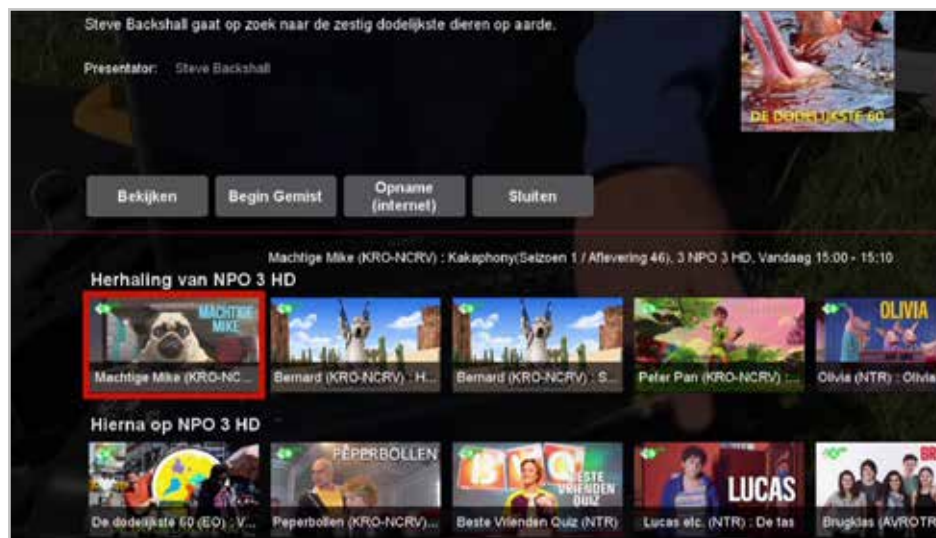 Steve Backshall gaat op zoek naar de zestig dodelijkste dieren op aarde.
Presentator: Steve Backshall
DE DODELIJKSTE 60
Bekijken
Begin Gemist
Opname
(internet)
Sluiten
Machtige Mike (KRO-NCRV) : Kakaphony(Seizoen 1 / Aflevering 46), 3 NPO 3 HD, Vandaag 15:00 - 15:10
Herhaling van NPO 3 HD
MACHTIGE
MIKE
OLIVIA
Machtige Mike (KRO-NC...
Bernard (KRO-NCRV) : H...
Bernard (KRO-NCRV) : S...
Peter Pan (KRO-NCRV) : ...
Olivia (NTR) : Olivia
Hierna op NPO 3 HD
PEPERBOLLEN
BVQ
BESTE
VRIENDEN
QUIZ
LUCAS
BR
De dodelijkste 60 (EO) : V...
Peperbollen (KRO-NCRV)...
Beste Vrienden Quiz (NTR)
Lucas etc. (NTR) : De tas
Brugklas (AVROTR